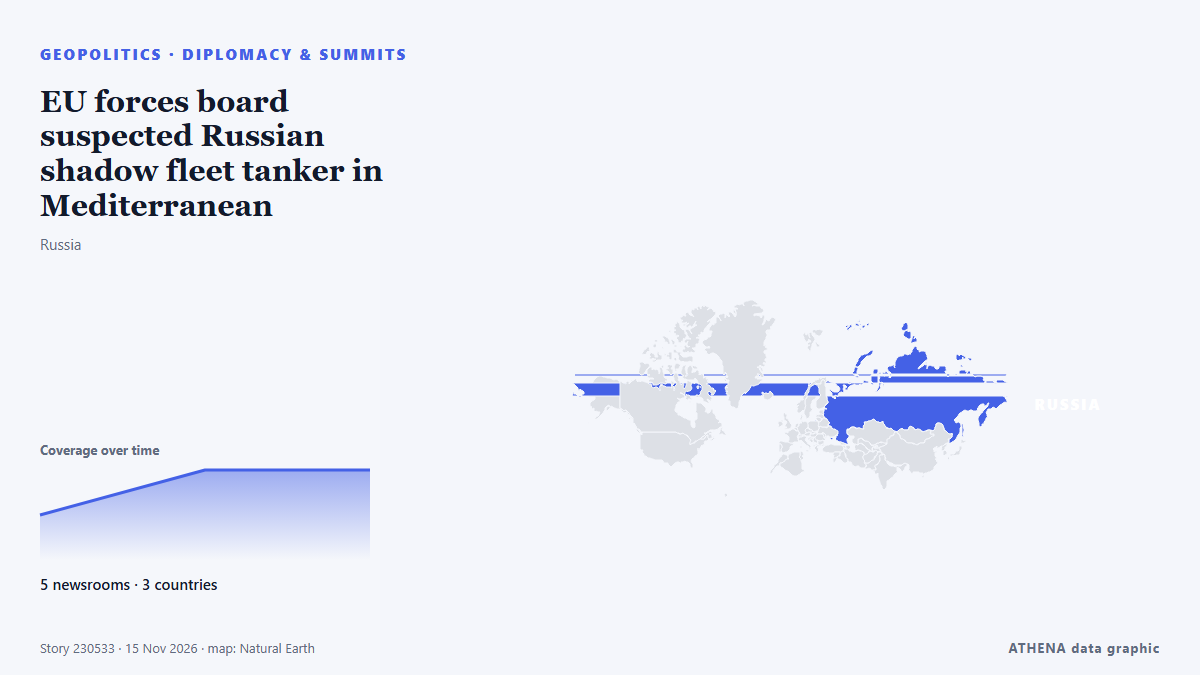 GEOPOLITICS · DIPLOMACY & SUMMITS
EU forces board
suspected Russian
shadow fleet tanker in
Mediterranean
Russia
RUSSIA
Coverage over time
5 newsrooms · 3 countries
Story 230533 · 15 Nov 2026 · map: Natural Earth
ATHENA data graphic